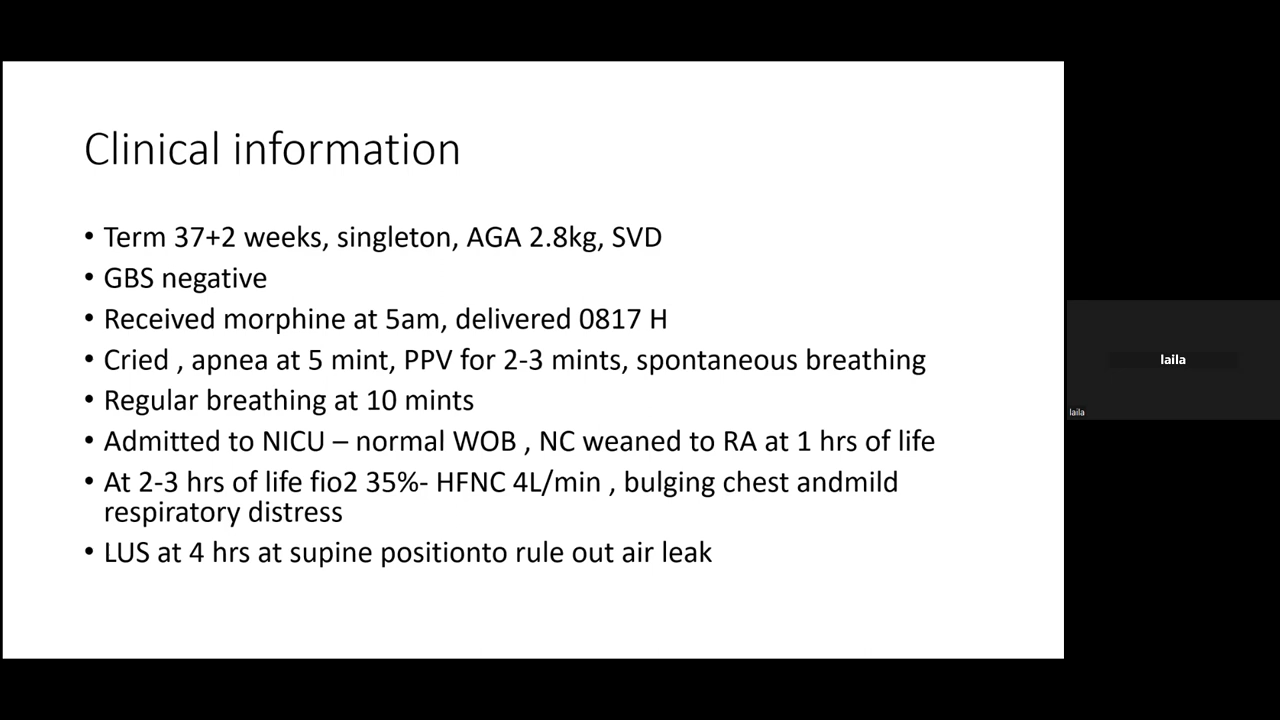 Clinical information
• Term 37+2 weeks, singleton, AGA 2.8kg, SVD
• GBS negative
• Received morphine at 5am, delivered 0817 H
• Cried , apnea at 5 mint, PPV for 2-3 mints, spontaneous breathing
• Regular breathing at 10 mints
• Admitted to NICU – normal WOB , NC weaned to RA at 1 hrs of life
• At 2-3 hrs of life fio2 35%- HFNC 4L/min , bulging chest andmild
respiratory distress
• LUS at 4 hrs at supine positionto rule out air leak
laila
laila